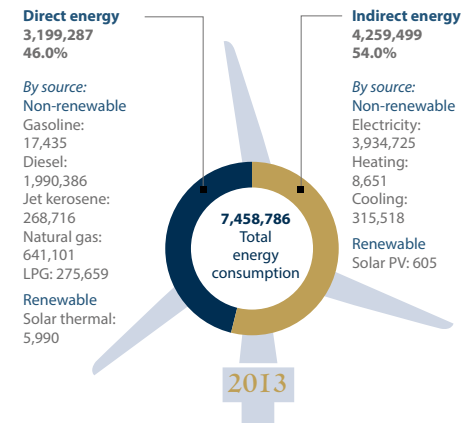 Direct energy
3,199,287
46.0%
By source:
Non-renewable
Gasoline:
17,435
Diesel:
1,990,386
Jet kerosene:
268,716
Natural gas:
641,101
LPG: 275,659
Renewable
Solar thermal:
5,990
7,458,786
Total
energy
consumption
Indirect energy
4,259,499
54.0%
By source:
Non-renewable
Electricity:
3,934,725
Heating:
8,651
Cooling:
315,518
Renewable
Solar PV: 605
2013